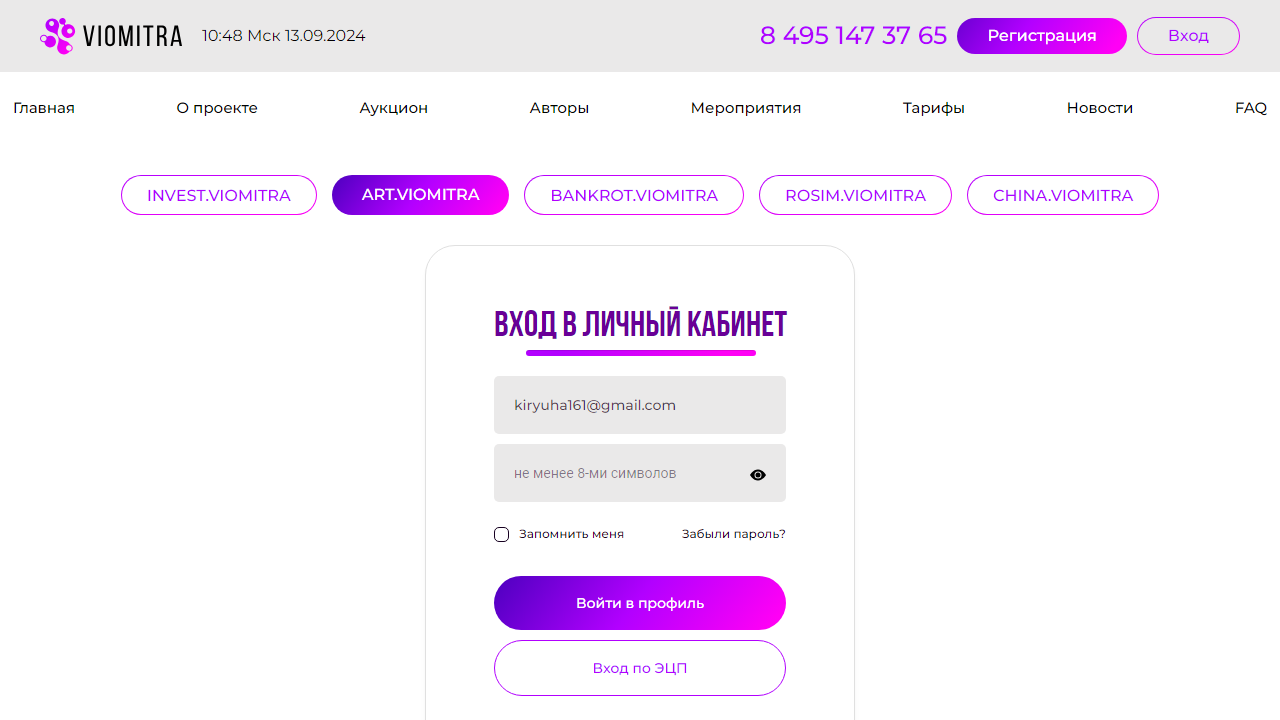 VIOMITRA 10:48 Мск 13.09.2024 8 495 147 37 65 Регистрация Вход
Главная О проекте Аукцион Авторы Мероприятия Тарифы Новости FAQ
INVEST.VIOMITRA ART.VIOMITRA BANKROT.VIOMITRA ROSIM.VIOMITRA CHINA.VIOMITRA
ВХОД В ЛИЧНЫЙ КАБИНЕТ
kiryuha161@gmail.com
не менее 8-ми символов
Запомнить меня Забыли пароль?
Войти в профиль
Вход по ЭЦП